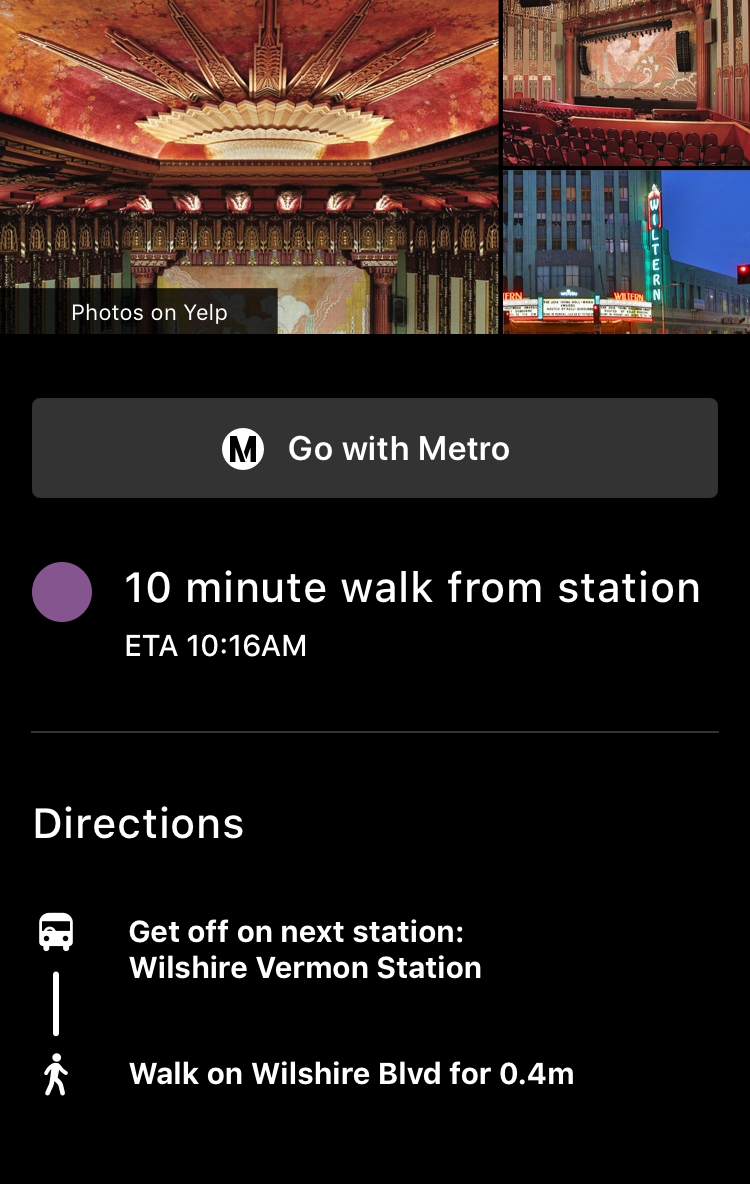 WILTERN
WILTERN
Photos on Yelp
M Go with Metro
10 minute walk from station
ETA 10:16AM
Directions
Get off on next station:
Wilshire Vermon Station
Walk on Wilshire Blvd for 0.4m